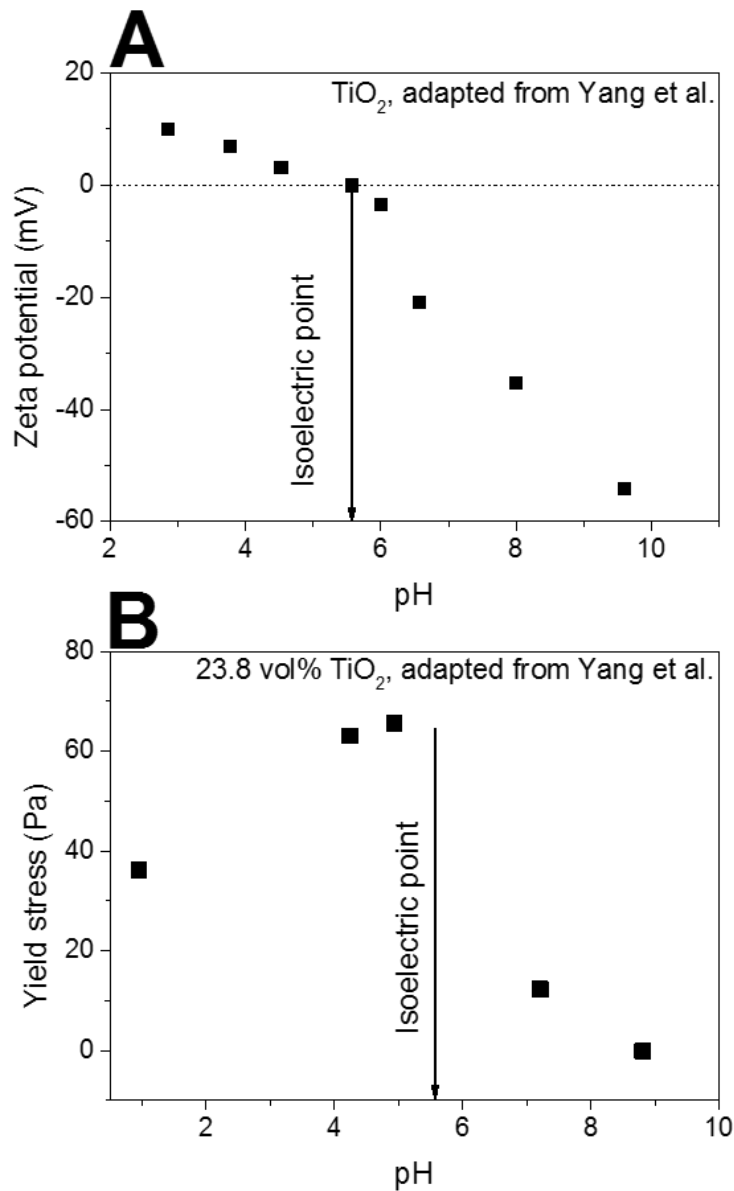 A
TiO2, adapted from Yang et al.
20
0
-20
-40
-60
Zeta potential (mV)
Isoelectric point
2 4 6 8 10
pH
B
23.8 vol% TiO2, adapted from Yang et al.
80
60
40
20
0
Yield stress (Pa)
Isoelectric point
2 4 6 8 10
pH